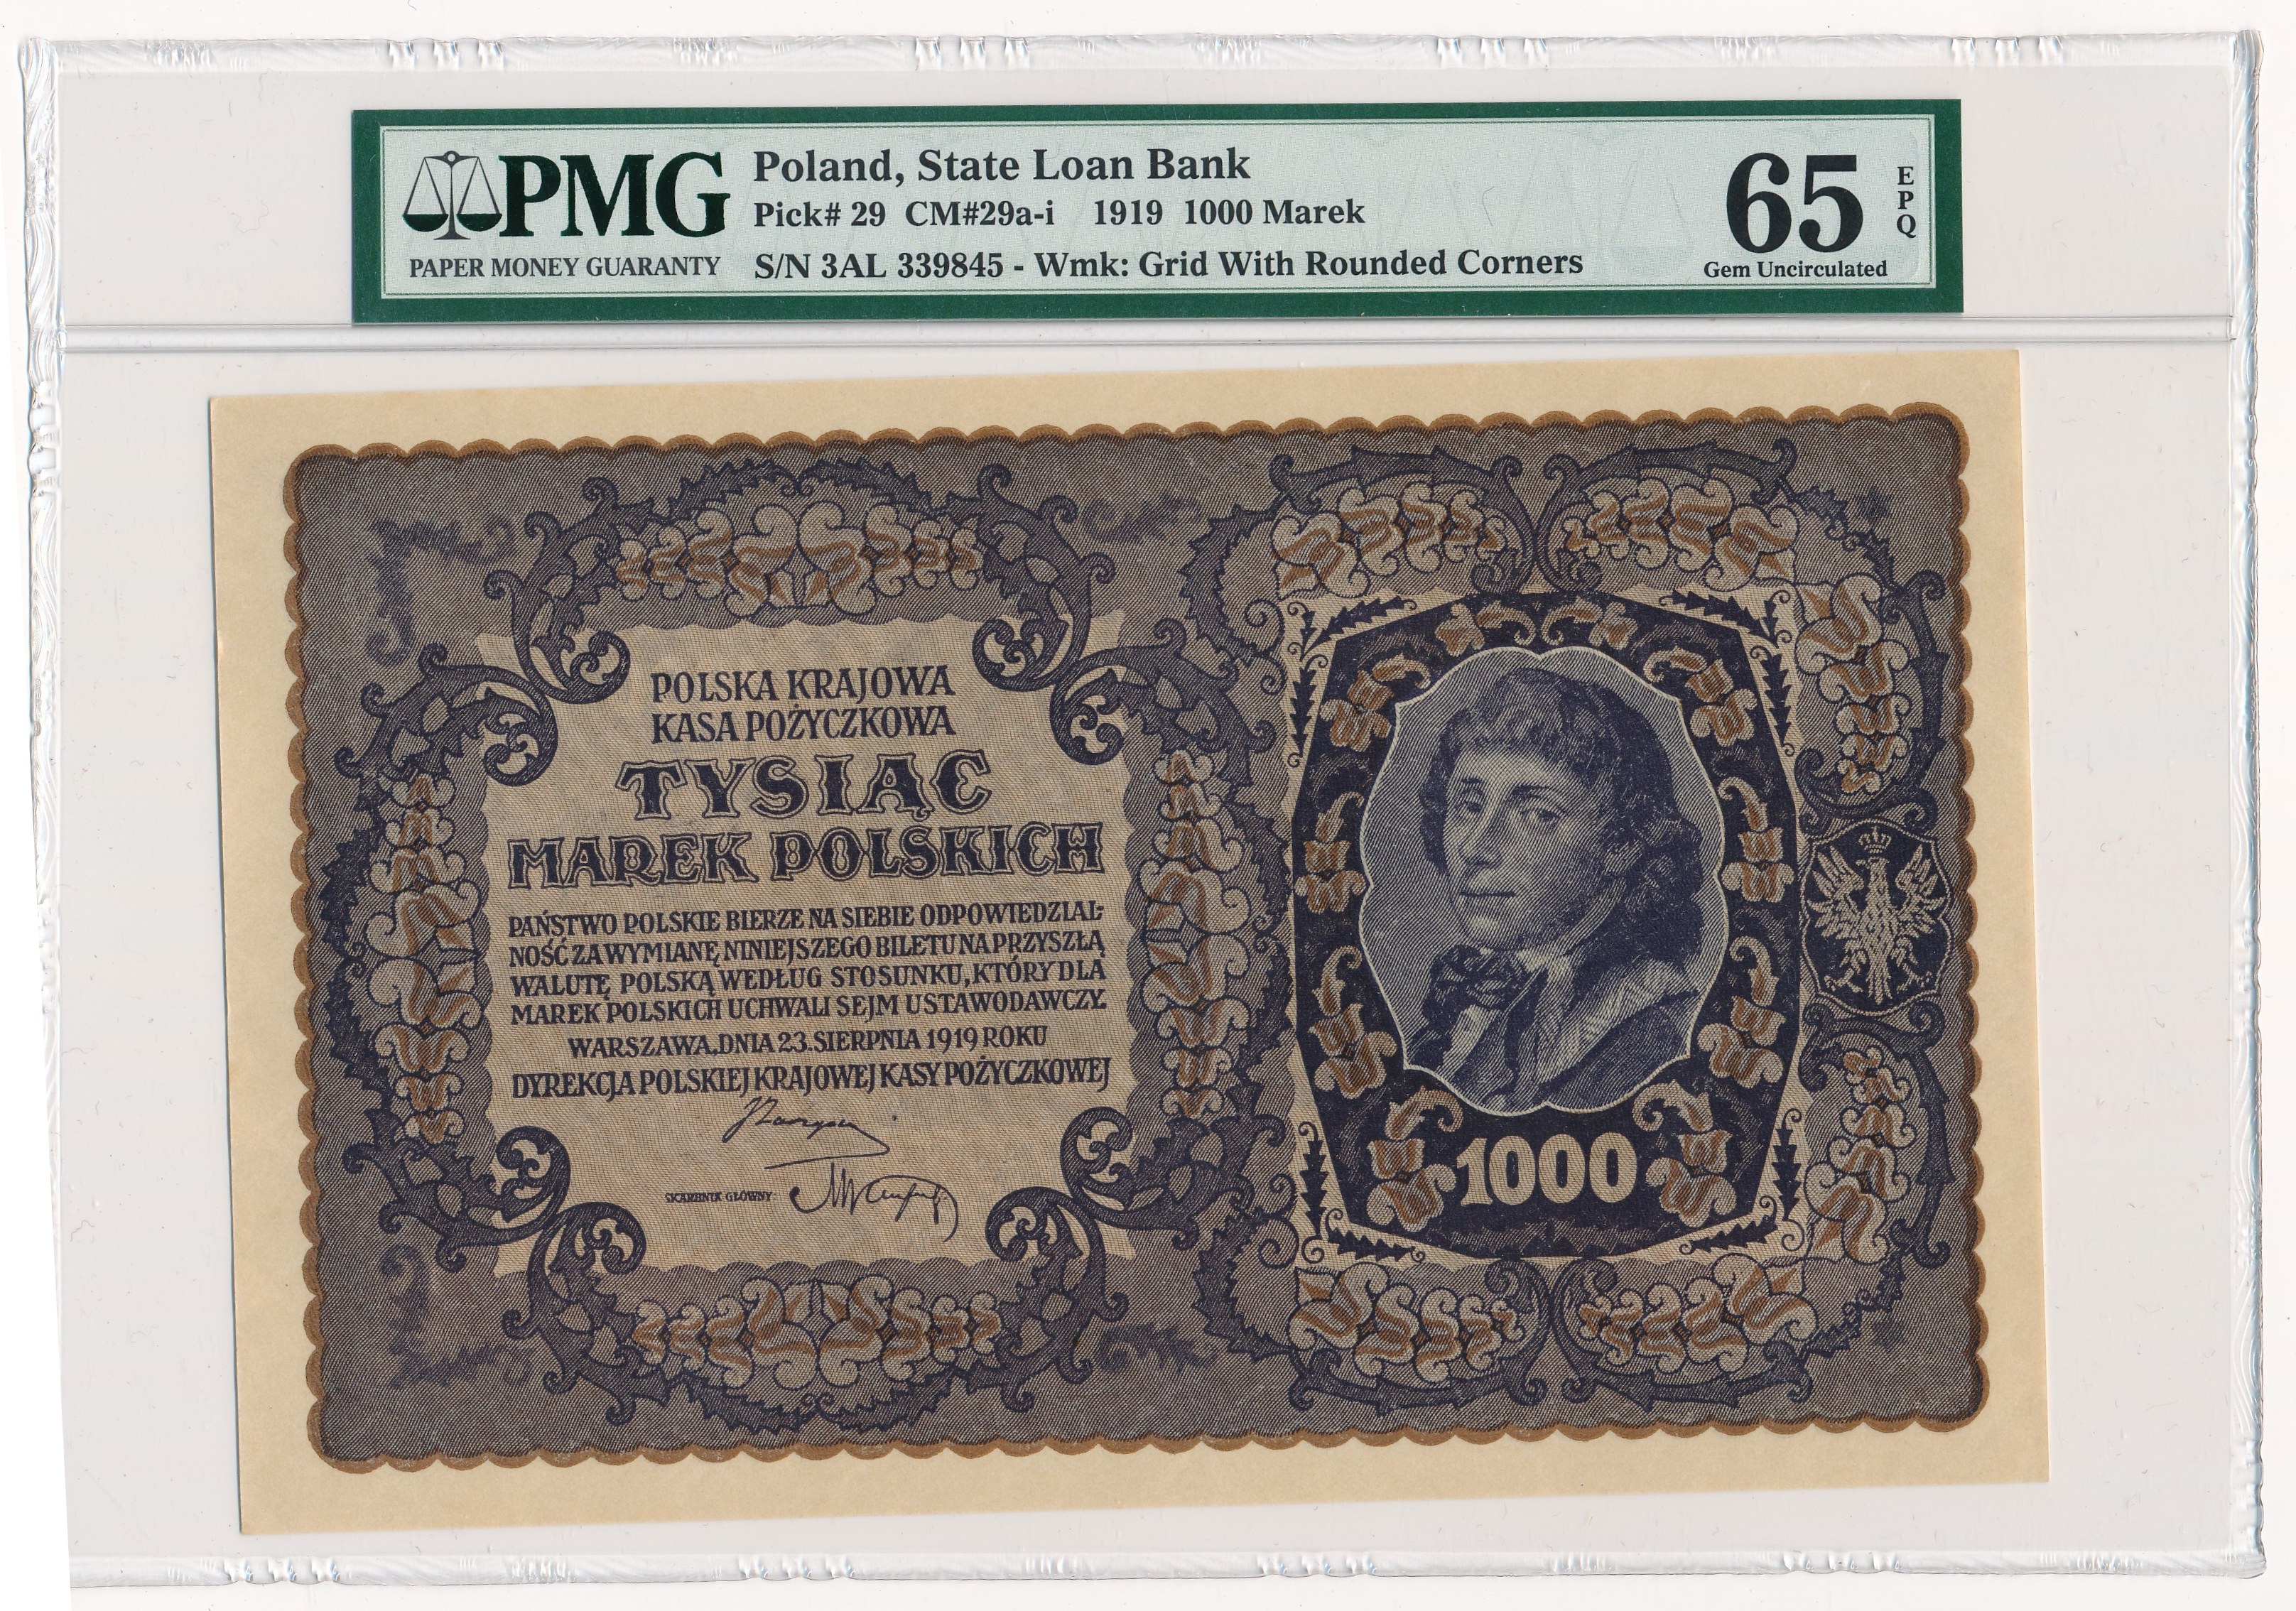 PMG
PAPER MONEY GUARANTY
Poland, State Loan Bank
Pick# 29 CM#29a-i 1919 1000 Marek
S/N 3AL 339845 - Wmk: Grid With Rounded Corners
65
EPQ
Gem Uncirculated
POLSKA KRAJOWA
KASA POŻYCZKOWA
TYSIĄC
MAREK POLSKICH
PAŃSTWO POLSKIE BIERZE NA SIEBIE ODPOWIEDZIAL-
NOŚĆ ZA WYMIANĘ NINIEJSZEGO BILETU NA PRZYSZŁĄ
WALUTĘ POLSKĄ WEDŁUG STOSUNKU, KTÓRY DLA
MAREK POLSKICH UCHWALI SEJM USTAWODAWCZY.
WARSZAWA, DNIA 23. SIERPNIA 1919 ROKU
DYREKCJA POLSKIEJ KRAJOWEJ KASY POŻYCZKOWEJ
SKARBNIK GŁÓWNY
1000